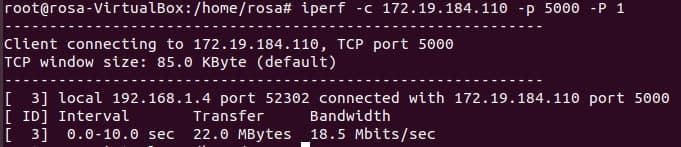 root@rosa-VirtualBox:/home/rosa# iperf -c 172.19.184.110 -p 5000 -P 1
------------------------------------------------------------
Client connecting to 172.19.184.110, TCP port 5000
TCP window size: 85.0 KByte (default)
------------------------------------------------------------
[  3] local 192.168.1.4 port 52302 connected with 172.19.184.110 port 5000
[ ID] Interval       Transfer     Bandwidth
[  3]  0.0-10.0 sec  22.0 MBytes  18.5 Mbits/sec